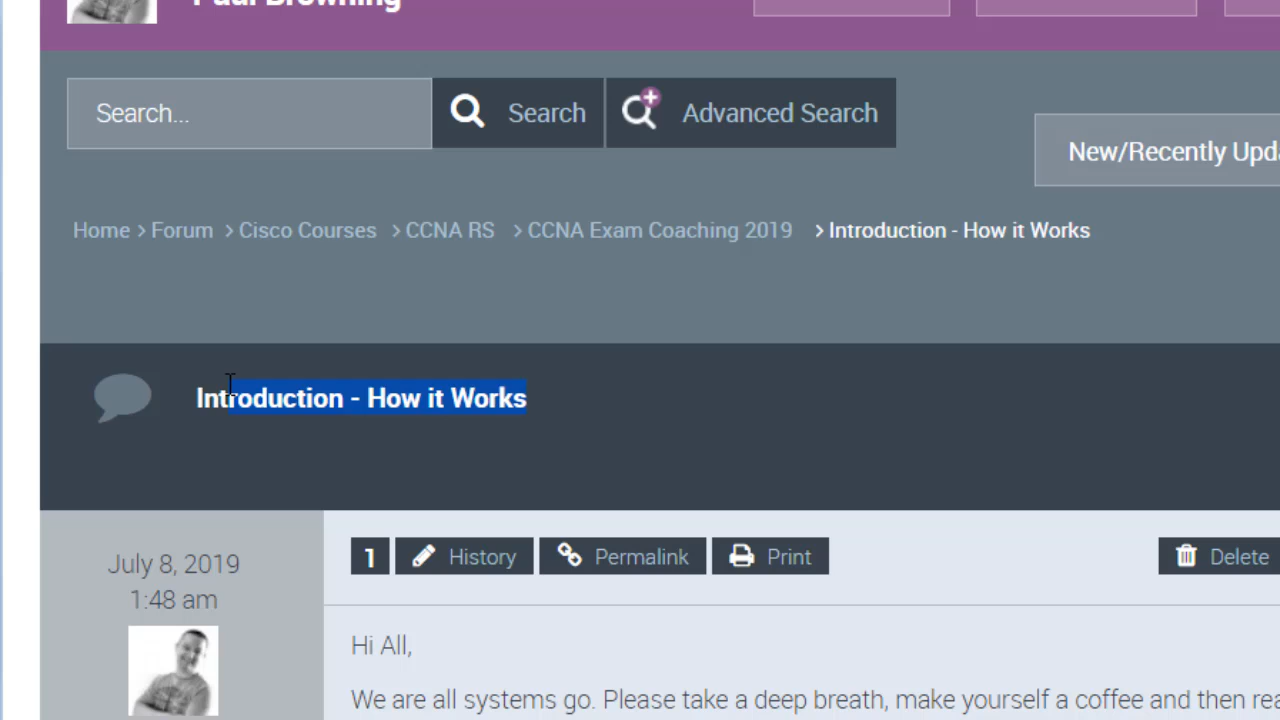 Paul Browning
Search...
Search
Advanced Search
New/Recently
Home > Forum > Cisco Courses > CCNA RS > CCNA Exam Coaching 2019 > Introduction - How it Works
Introduction - How it Works
July 8, 2019
1:48 am
1
History
Permalink
Print
Delete
Hi All,
We are all systems go. Please take a deep breath, make yourself a coffee and then